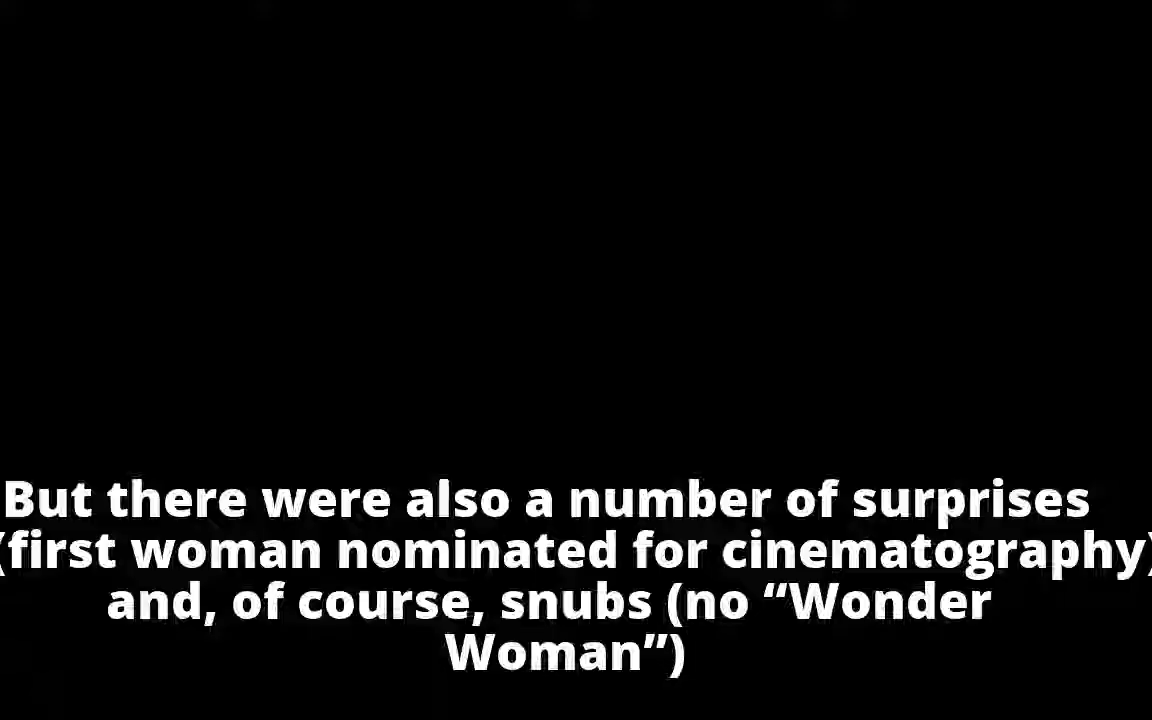 But there were also a number of surprises
(first woman nominated for cinematography)
and, of course, snubs (no “Wonder
Woman”)